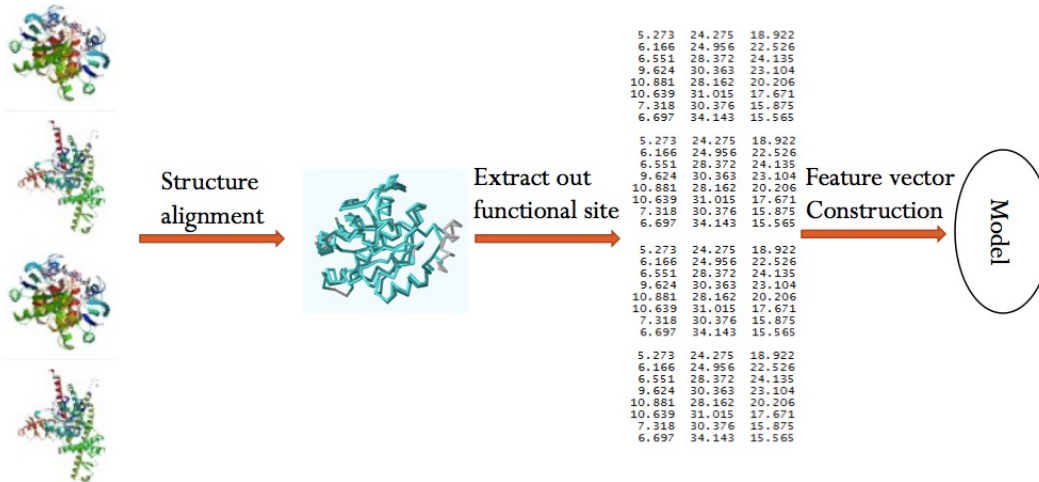 Structure
alignment
Extract out
functional site
5.273 24.275 18.922
6.166 24.956 22.526
6.551 28.372 24.135
9.624 30.363 23.104
10.881 28.162 20.206
10.639 31.015 17.671
7.318 30.376 15.875
6.697 34.143 15.565
5.273 24.275 18.922
6.166 24.956 22.526
6.551 28.372 24.135
9.624 30.363 23.104
10.881 28.162 20.206
10.639 31.015 17.671
7.318 30.376 15.875
6.697 34.143 15.565
5.273 24.275 18.922
6.166 24.956 22.526
6.551 28.372 24.135
9.624 30.363 23.104
10.881 28.162 20.206
10.639 31.015 17.671
7.318 30.376 15.875
6.697 34.143 15.565
5.273 24.275 18.922
6.166 24.956 22.526
6.551 28.372 24.135
9.624 30.363 23.104
10.881 28.162 20.206
10.639 31.015 17.671
7.318 30.376 15.875
6.697 34.143 15.565
Feature vector
Construction
Model